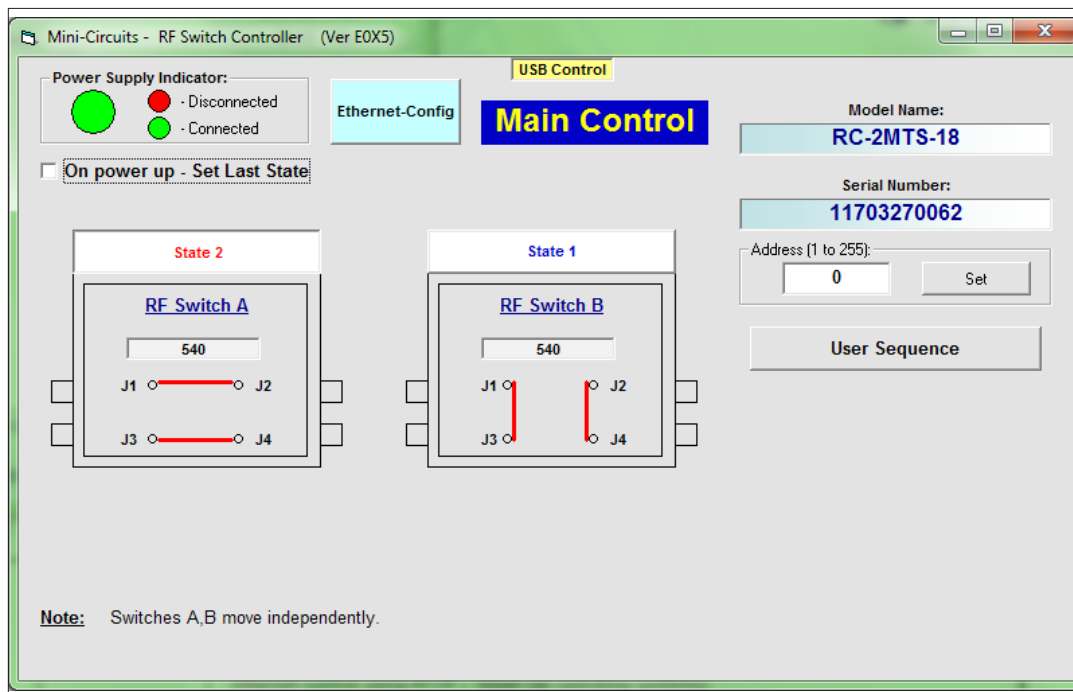 Mini-Circuits - RF Switch Controller (Ver E0X5)
USB Control
Power Supply Indicator:
- Disconnected
- Connected
Ethernet-Config
Main Control
Model Name:
RC-2MTS-18
On power up - Set Last State
Serial Number:
11703270062
Address (1 to 255):
0
Set
State 2
State 1
RF Switch A
RF Switch B
540
540
User Sequence
J1 J2
J1 J2
J3 J4
J3 J4
Note: Switches A,B move independently.